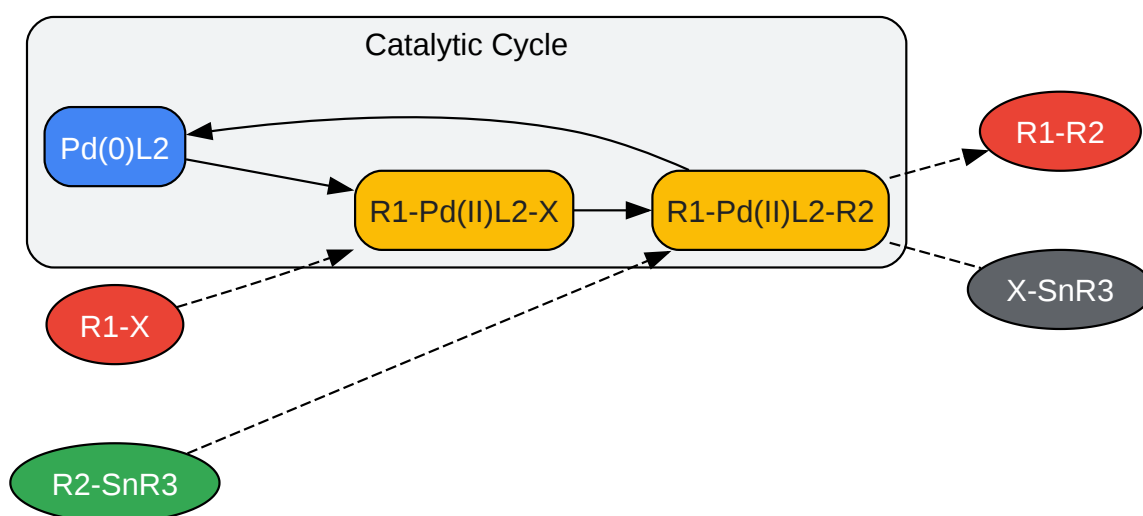 Catalytic Cycle
Pd(0)L2
R1-Pd(II)L2-X
R1-Pd(II)L2-R2
R1-R2
X-SnR3
R1-X
R2-SnR3